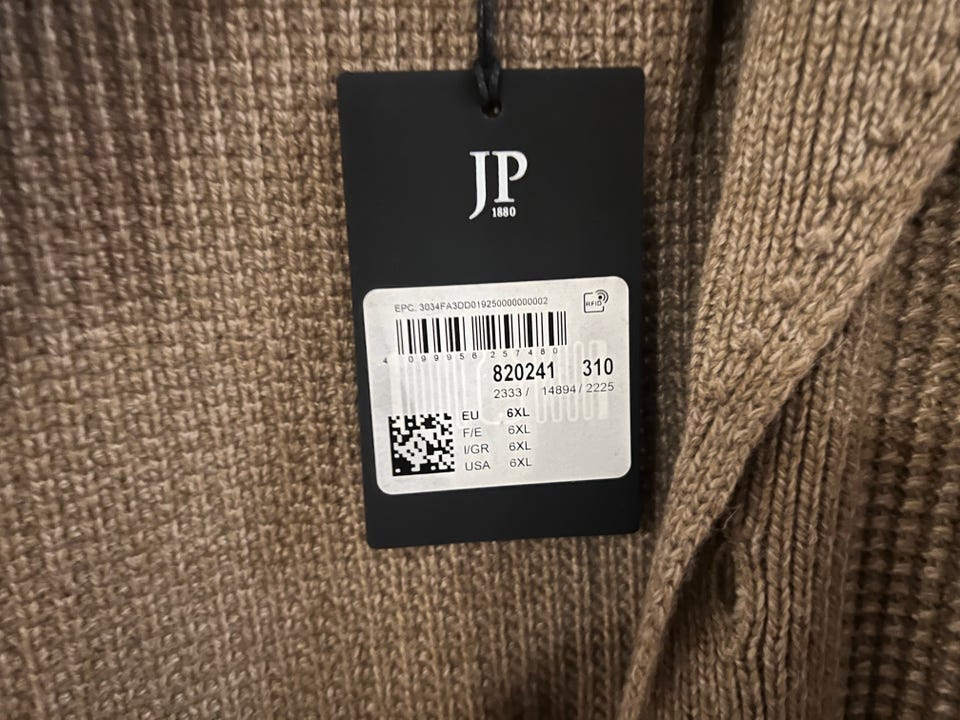 JP
1880
EPC: 3034FA3DD019250000000002
RFID
4 099956 257480
820241 310
2333 / 14894 / 2225
EU 6XL
F/E 6XL
I/GR 6XL
USA 6XL